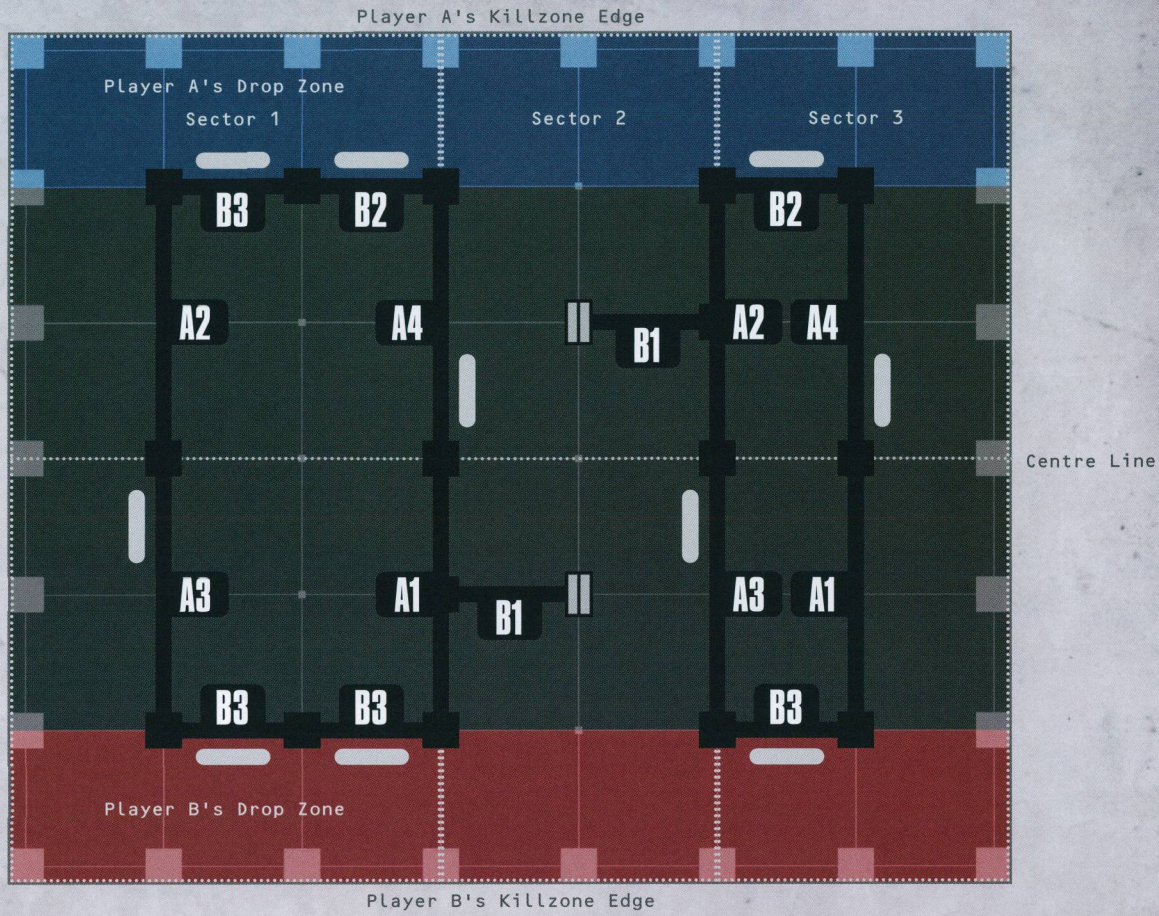 Player A's Killzone Edge
Player A's Drop Zone
Sector 1
Sector 2
Sector 3
B3
B2
B2
A2
A4
A2
A4
B1
Centre Line
A3
A1
A3
A1
B1
B3
B3
B3
Player B's Drop Zone
Player B's Killzone Edge